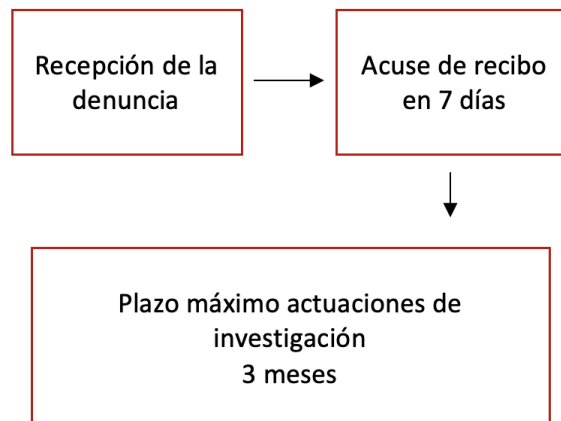 Recepción de la
denuncia
Acuse de recibo
en 7 días
Plazo máximo actuaciones de
investigación
3 meses